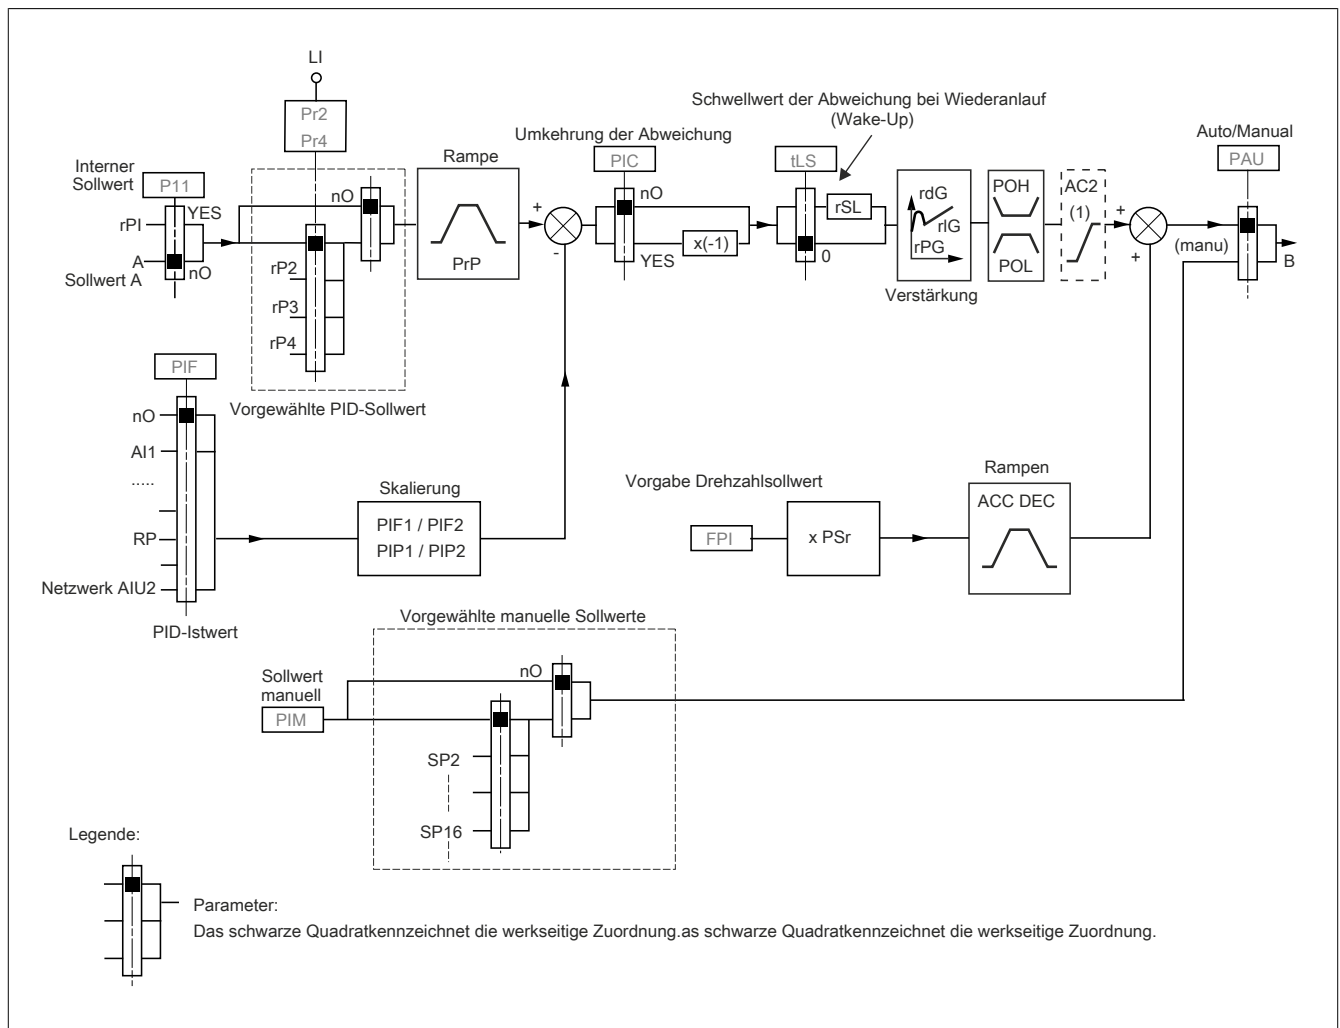 LI
Pr2
Pr4
Schwellwert der Abweichung bei Wiederanlauf
(Wake-Up)
Umkehrung der Abweichung
Auto/Manual
Interner
Sollwert
P11
Rampe
PIC
tLS
PAU
rPI
YES
nO
nO
rSL
rdG
rIG
rPG
POH
POL
AC2
(1)
+
-
x(-1)
+
+
(manu)
B
A
nO
Sollwert A
rP2
rP3
rP4
PrP
YES
0
Verstärkung
PIF
Vorgewählte PID-Sollwert
nO
AI1
.....
RP
Netzwerk AIU2
PID-Istwert
Skalierung
PIF1 / PIF2
PIP1 / PIP2
Vorgabe Drehzahlsollwert
FPI
x PSr
Rampen
ACC DEC
Vorgewählte manuelle Sollwerte
Sollwert
manuell
PIM
nO
SP2
SP16
Legende:
Parameter:
Das schwarze Quadratkennzeichnet die werkseitige Zuordnung.as schwarze Quadratkennzeichnet die werkseitige Zuordnung.